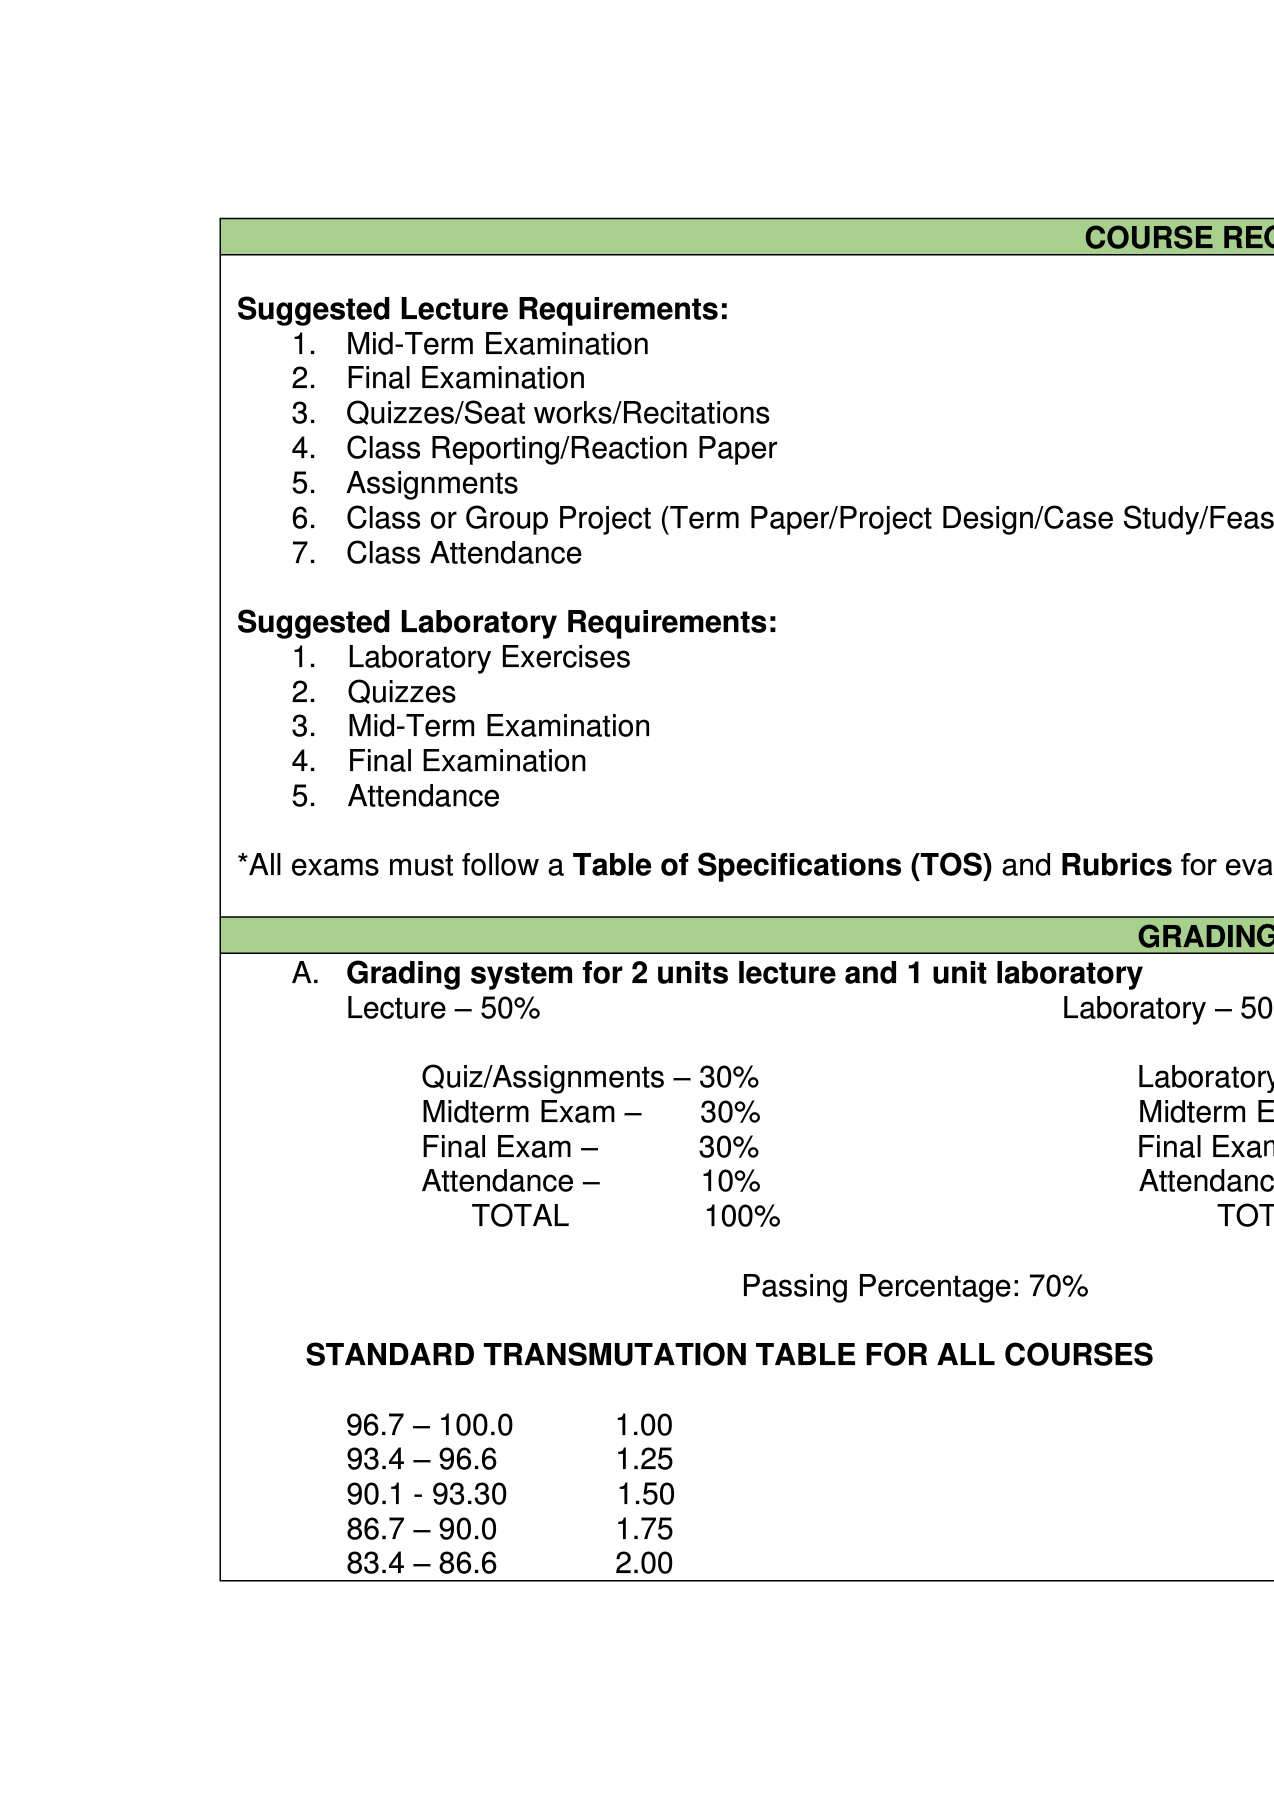 COURSE REQ
Suggested Lecture Requirements:
1. Mid-Term Examination
2. Final Examination
3. Quizzes/Seat works/Recitations
4. Class Reporting/Reaction Paper
5. Assignments
6. Class or Group Project (Term Paper/Project Design/Case Study/Feas
7. Class Attendance
Suggested Laboratory Requirements:
1. Laboratory Exercises
2. Quizzes
3. Mid-Term Examination
4. Final Examination
5. Attendance
*All exams must follow a Table of Specifications (TOS) and Rubrics for eva
GRADING
A. Grading system for 2 units lecture and 1 unit laboratory
Lecture – 50% Laboratory – 50
Quiz/Assignments – 30% Laboratory
Midterm Exam – 30% Midterm E
Final Exam – 30% Final Exam
Attendance – 10% Attendanc
TOTAL 100% TOT
Passing Percentage: 70%
STANDARD TRANSMUTATION TABLE FOR ALL COURSES
96.7 – 100.0 1.00
93.4 – 96.6 1.25
90.1 - 93.30 1.50
86.7 – 90.0 1.75
83.4 – 86.6 2.00